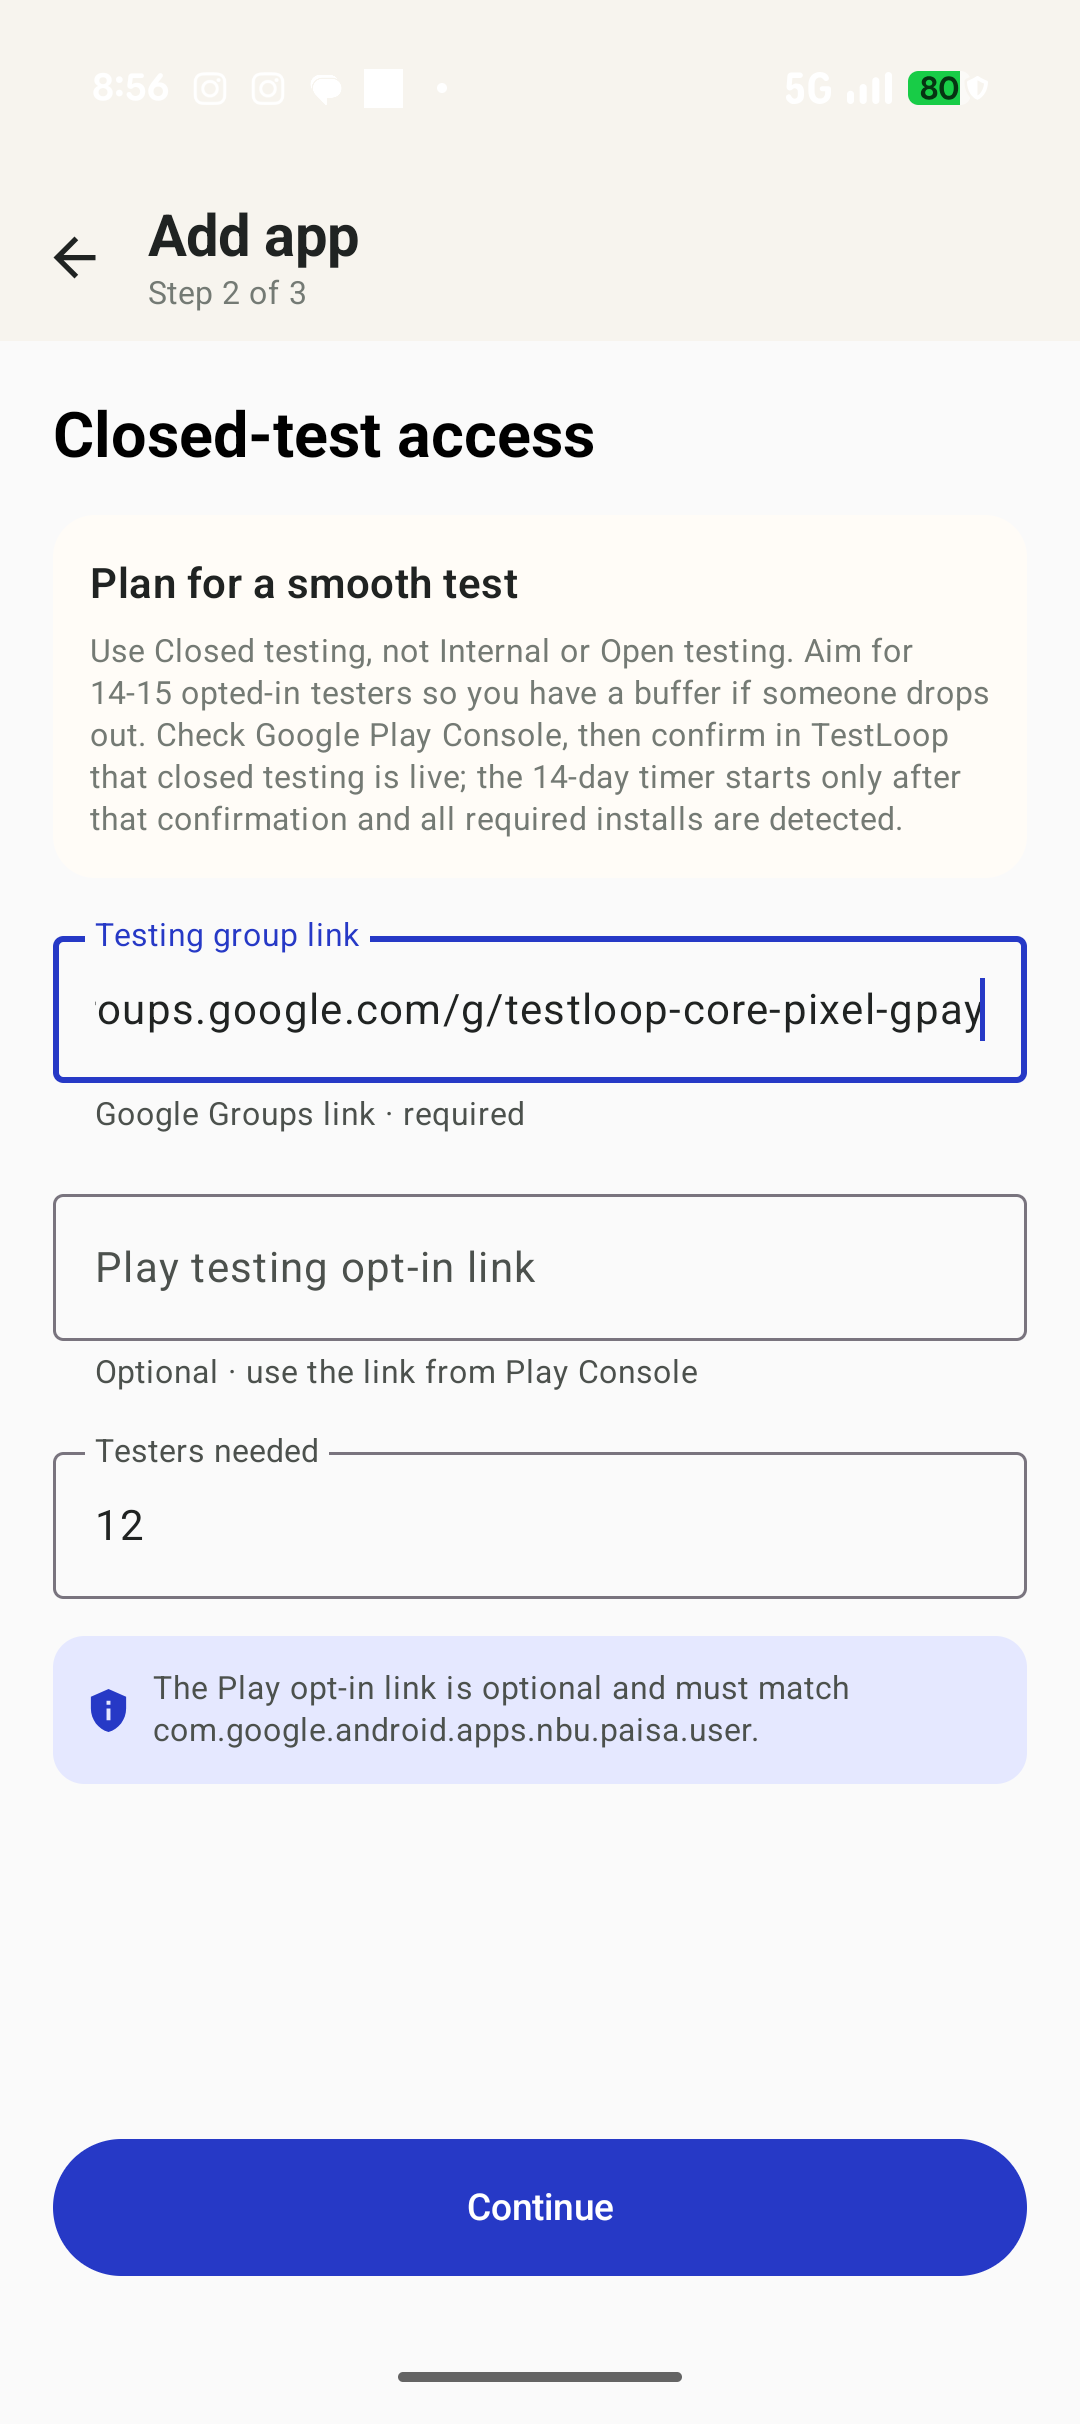 8:56
5G
80
Add app
Step 2 of 3
Closed-test access
Plan for a smooth test
Use Closed testing, not Internal or Open testing. Aim for
14-15 opted-in testers so you have a buffer if someone drops
out. Check Google Play Console, then confirm in TestLoop
that closed testing is live; the 14-day timer starts only after
that confirmation and all required installs are detected.
Testing group link
oups.google.com/g/testloop-core-pixel-gpay
Google Groups link · required
Play testing opt-in link
Optional · use the link from Play Console
Testers needed
12
The Play opt-in link is optional and must match
com.google.android.apps.nbu.paisa.user.
Continue